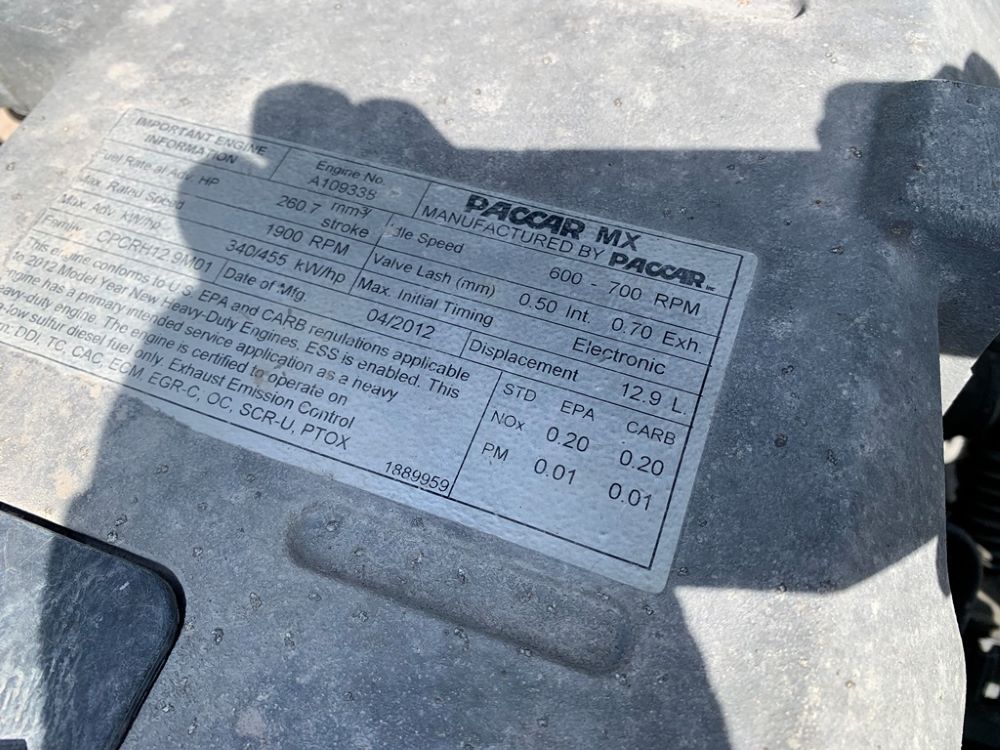 IMPORTANT ENGINE
INFORMATION
Engine No.
A109338
PACCAR MX
MANUFACTURED BY PACCAR Inc
Fuel Rate at Adv. HP 260.7 mm³/
stroke
Idle Speed 600 - 700 RPM
Max. Rated Speed 1900 RPM
Valve Lash (mm) 0.50 Int. 0.70 Exh.
Max. Adv. kW/hp 340/455 kW/hp
Max. Initial Timing Electronic
Family CPCRH12.9M01
Date of Mfg. 04/2012
Displacement 12.9 L.
This engine conforms to U.S. EPA and CARB regulations applicable
to 2012 Model Year New Heavy-Duty Engines. ESS is enabled. This
engine has a primary intended service application as a heavy
heavy-duty engine. The engine is certified to operate on
-low sulfur diesel fuel only. Exhaust Emission Control
DDI, TC, CAC, ECM, EGR-C, OC, SCR-U, PTOX
1889959
STD EPA CARB
NOx 0.20 0.20
PM 0.01 0.01